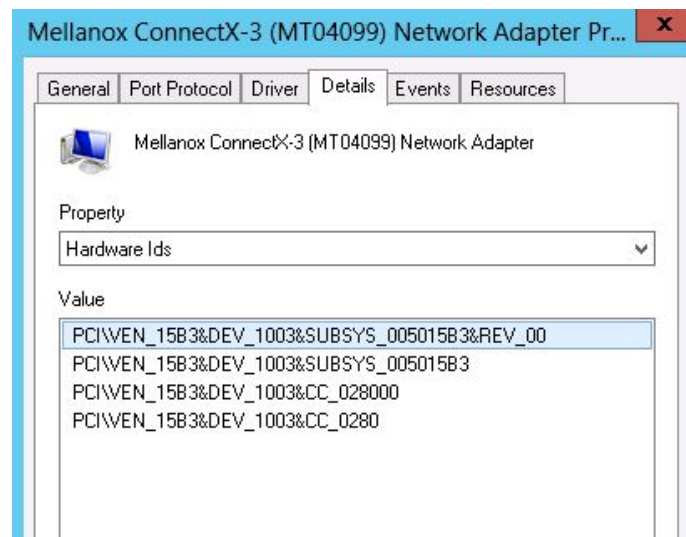 Mellanox ConnectX-3 (MT04099) Network Adapter Pr... x
General Port Protocol Driver Details Events Resources
Mellanox ConnectX-3 (MT04099) Network Adapter
Property
Hardware Ids
Value
PCI\VEN_15B3&DEV_1003&SUBSYS_005015B3&REV_00
PCI\VEN_15B3&DEV_1003&SUBSYS_005015B3
PCI\VEN_15B3&DEV_1003&CC_028000
PCI\VEN_15B3&DEV_1003&CC_0280